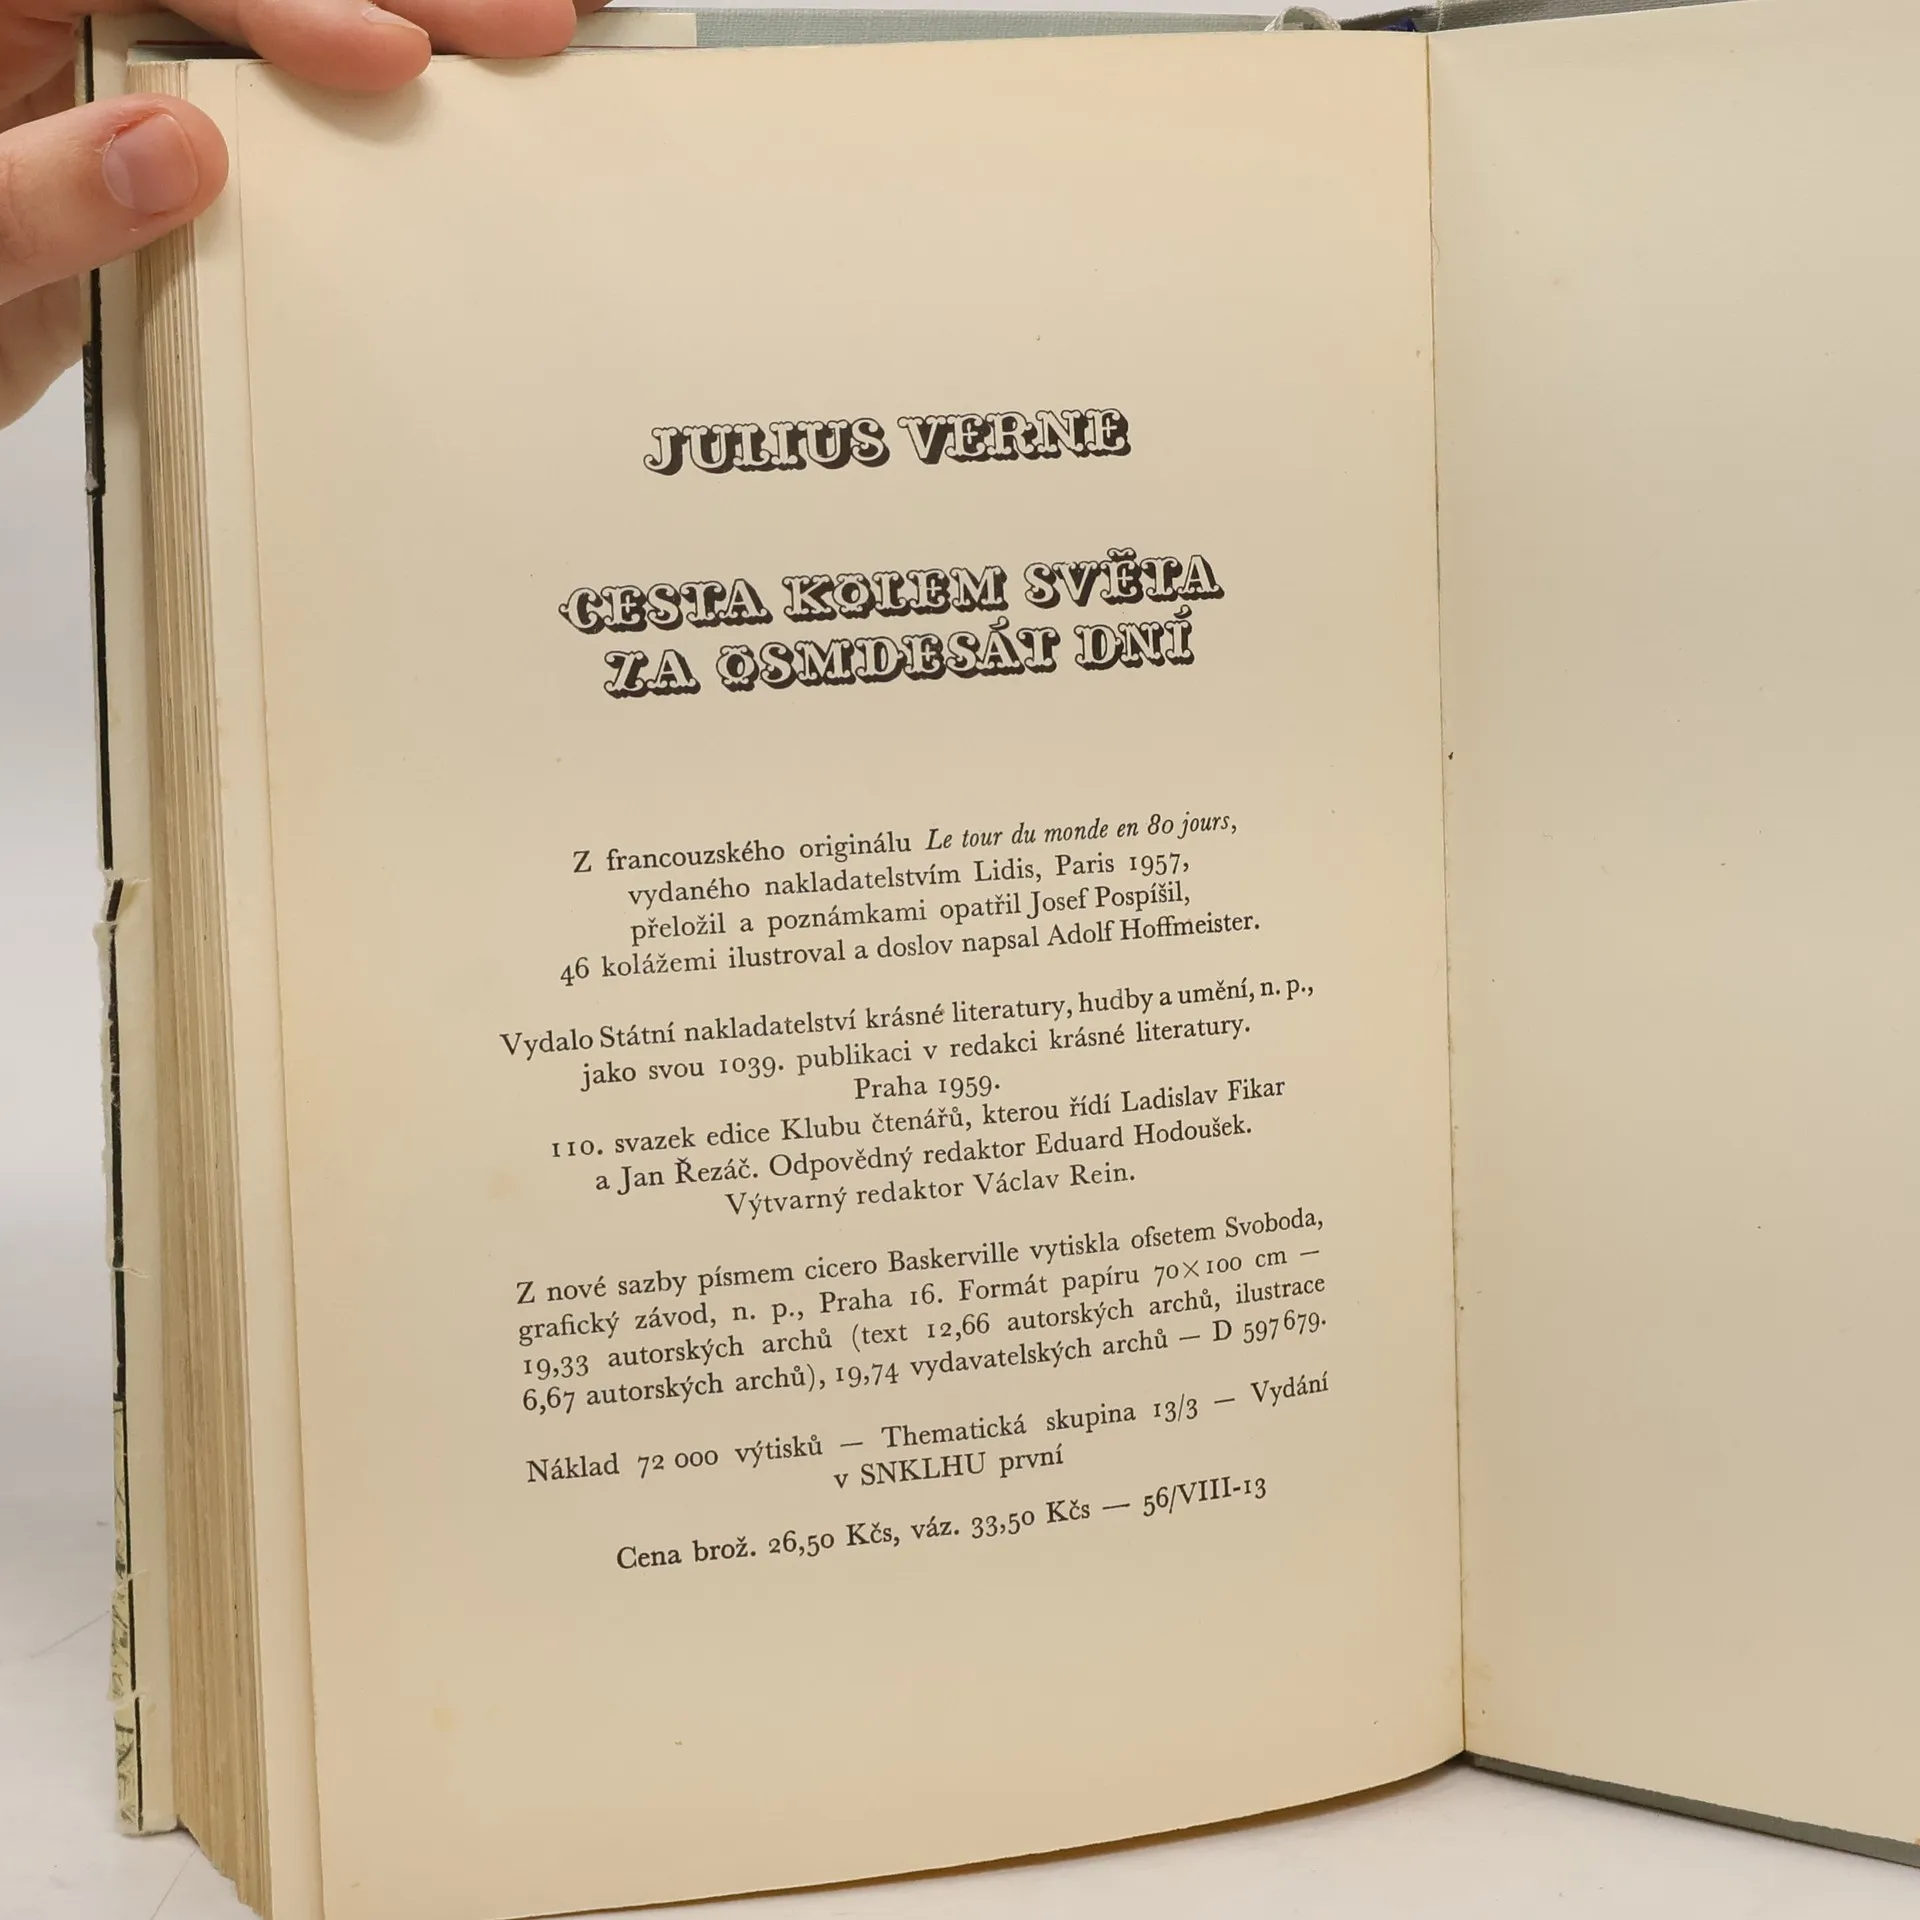 JULIUS VERNE
CESTA KOLEM SVĚTA
ZA OSMDESÁT DNÍ
Z francouzského originálu Le tour du monde en 80 jours,
vydaného nakladatelstvím Lidis, Paris 1957,
přeložil a poznámkami opatřil Josef Pospíšil,
46 kolážemi ilustroval a doslov napsal Adolf Hoffmeister.
Vydalo Státní nakladatelství krásné literatury, hudby a umění, n. p.,
jako svou 1039. publikaci v redakci krásné literatury.
Praha 1959.
110. svazek edice Klubu čtenářů, kterou řídí Ladislav Fikar
a Jan Řezáč. Odpovědný redaktor Eduard Hodoušek.
Výtvarný redaktor Václav Rein.
Z nové sazby písmem cicero Baskerville vytiskla ofsetem Svoboda,
grafický závod, n. p., Praha 16. Formát papíru 70×100 cm —
19,33 autorských archů (text 12,66 autorských archů, ilustrace
6,67 autorských archů), 19,74 vydavatelských archů — D 597679.
Náklad 72 000 výtisků — Thematická skupina 13/3 — Vydání
v SNKLHU první
Cena brož. 26,50 Kčs, váz. 33,50 Kčs — 56/VIII-13